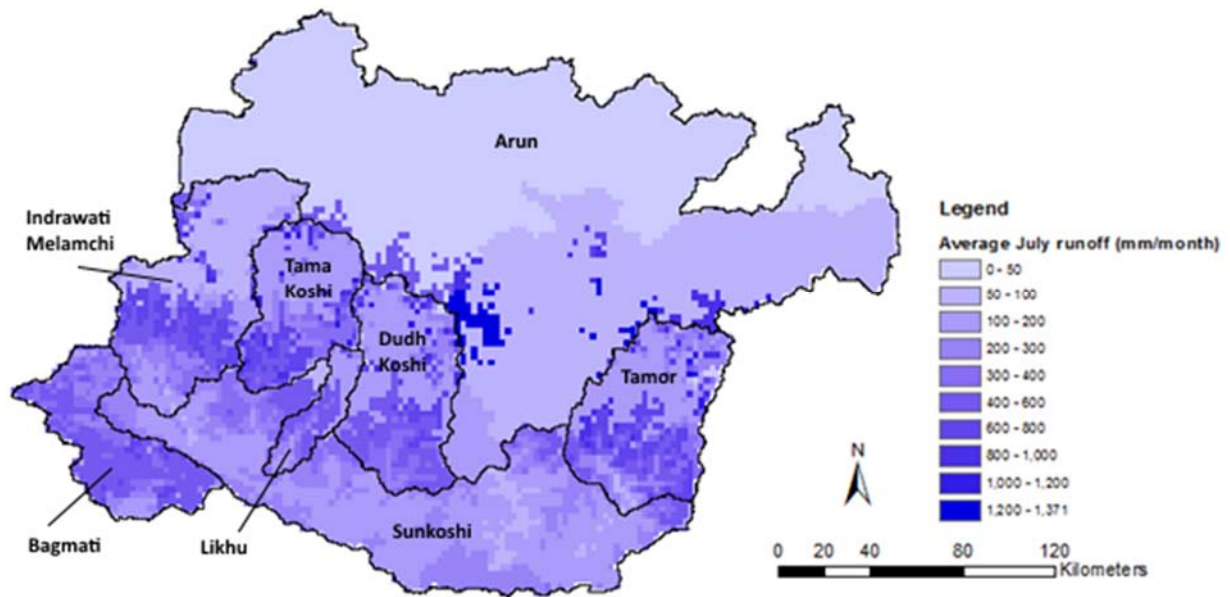 Arun
Indrawati
Melamchi
Tama
Koshi
Dudh
Koshi
Tamor
Bagmati
Likhu
Sunkoshi
Legend
Average July runoff (mm/month)
0 - 50
50 - 100
100 - 200
200 - 300
300 - 400
400 - 600
600 - 800
800 - 1,000
1,000 - 1,200
1,200 - 1,371
N
0 20 40 80 120
Kilometers